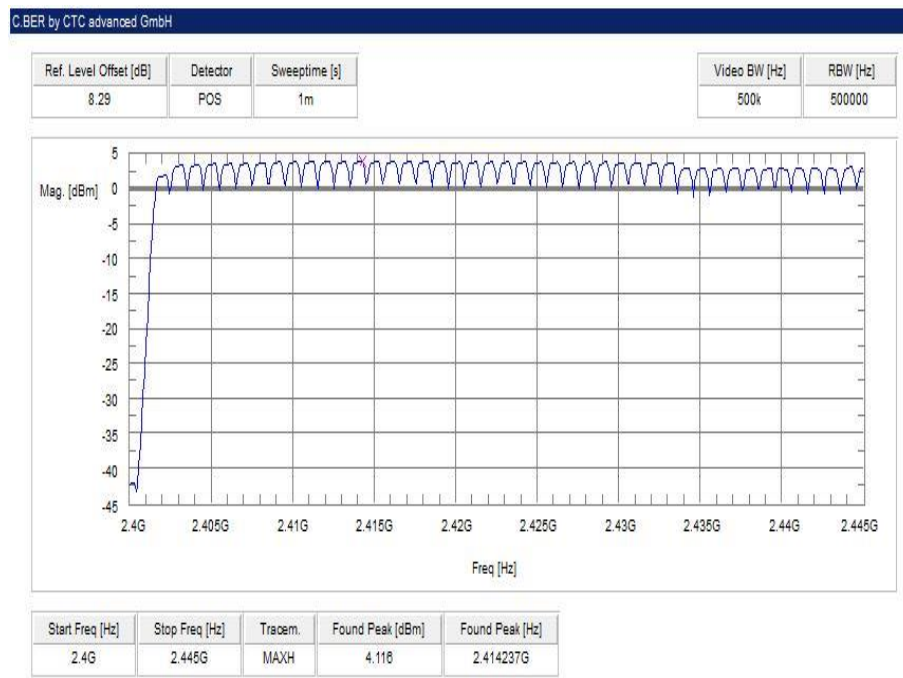 C.BER by CTC advanced GmbH
Ref. Level Offset [dB] Detector Sweeptime [s] Video BW [Hz] RBW [Hz]
8.29 POS 1m 500k 500000
5
Mag. [dBm] 0
-5
-10
-15
-20
-25
-30
-35
-40
-45
2.4G 2.405G 2.41G 2.415G 2.42G 2.425G 2.43G 2.435G 2.44G 2.445G
Freq [Hz]
Start Freq [Hz] Stop Freq [Hz] Tracem. Found Peak [dBm] Found Peak [Hz]
2.4G 2.445G MAXH 4.116 2.414237G